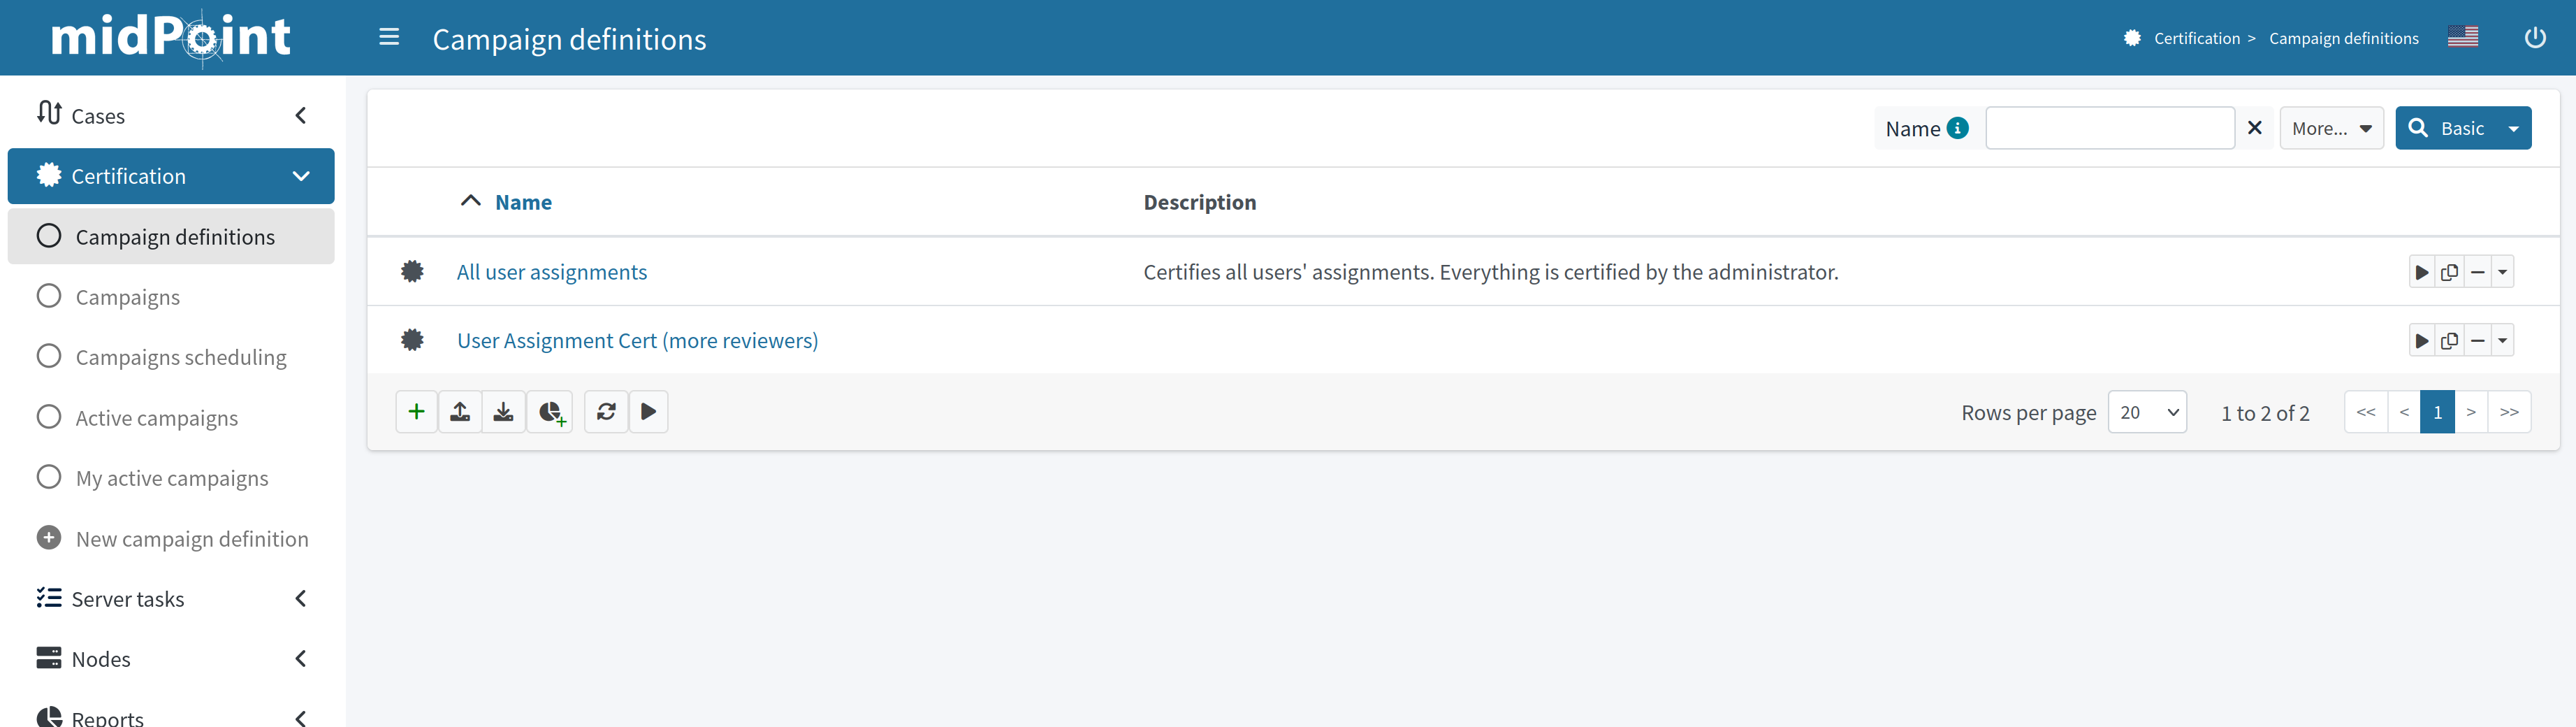 midPoint
Campaign definitions
Certification > Campaign definitions
Cases
Certification
Campaign definitions
Campaigns
Campaigns scheduling
Active campaigns
My active campaigns
New campaign definition
Server tasks
Nodes
Reports
Name
More...
Basic
Name Description
All user assignments Certifies all users' assignments. Everything is certified by the administrator.
User Assignment Cert (more reviewers)
Rows per page 20 1 to 2 of 2 << < 1 > >>